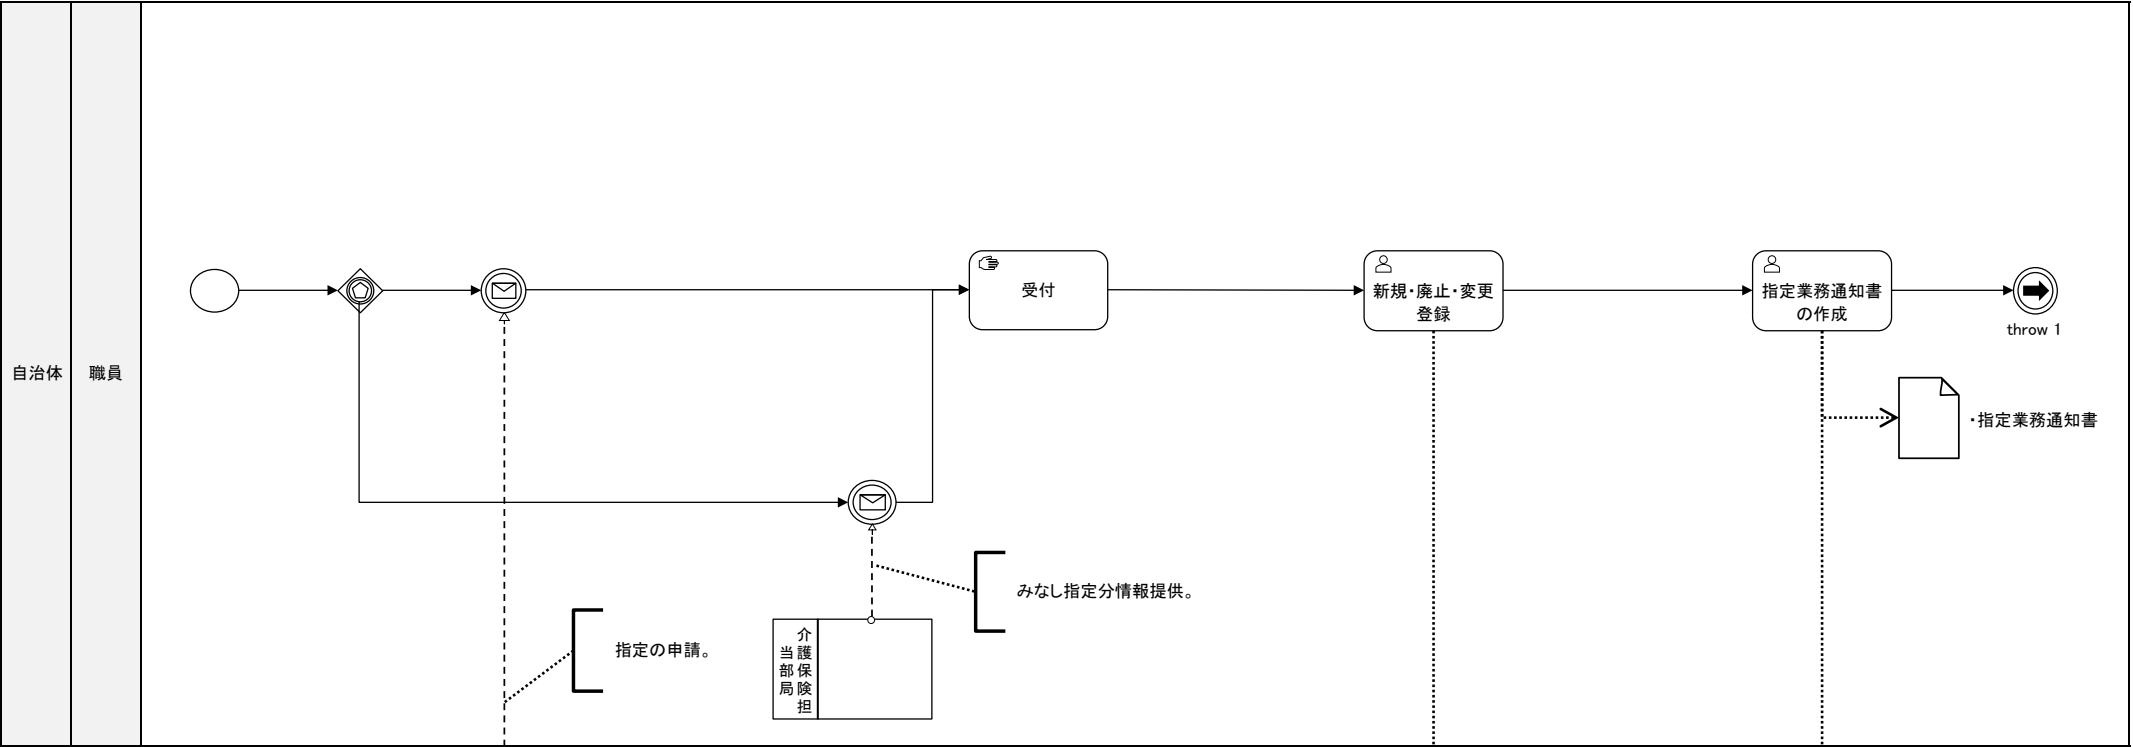 自治体
職員
受付
新規・廃止・変更
登録
指定業務通知書
の作成
throw 1
・指定業務通知書
みなし指定分情報提供。
指定の申請。
介護保険担
当部局